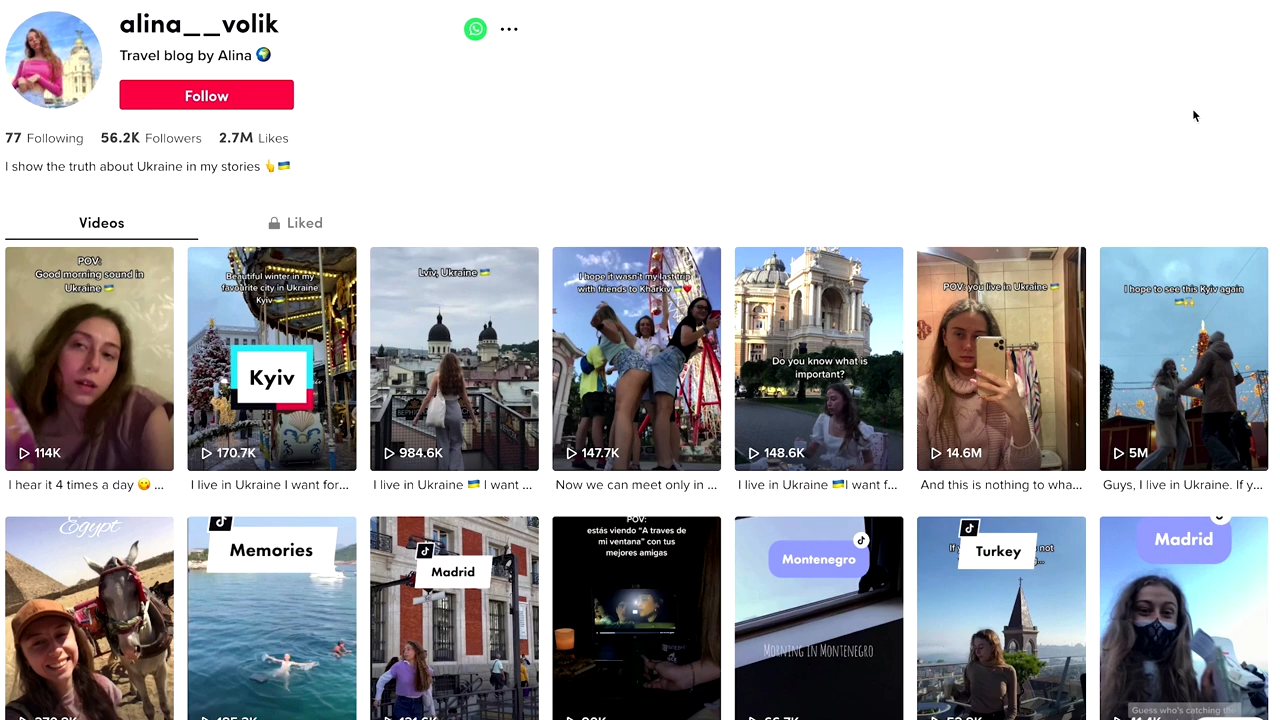 alina__volik
Travel blog by Alina 🌍
Follow
77 Following 56.2K Followers 2.7M Likes
I show the truth about Ukraine in my stories 👆🇺🇦
Videos
Liked
POV:
Good morning sound in
Ukraine 🇺🇦
114K
I hear it 4 times a day 😋 ...
Beautiful winter in my
favourite city in Ukraine
Kyiv 🇺🇦
Kyiv
170.7K
I live in Ukraine I want for...
Lviv, Ukraine 🇺🇦
984.6K
I live in Ukraine 🇺🇦 I want ...
I hope it wasn't my last trip
with friends to Kharkiv 🇺🇦❤️
147.7K
Now we can meet only in ...
Do you know what is
important?
148.6K
I live in Ukraine 🇺🇦I want f...
POV: you live in Ukraine 🇺🇦
14.6M
And this is nothing to wha...
I hope to see this Kyiv again
5M
Guys, I live in Ukraine. If y...
Egypt
Memories
Madrid
POV:
estás viendo "A traves de
mi ventana" con tus
mejores amigas
Montenegro
MORNING IN MONTENEGRO
Turkey
not
Madrid
Guess who's catching the